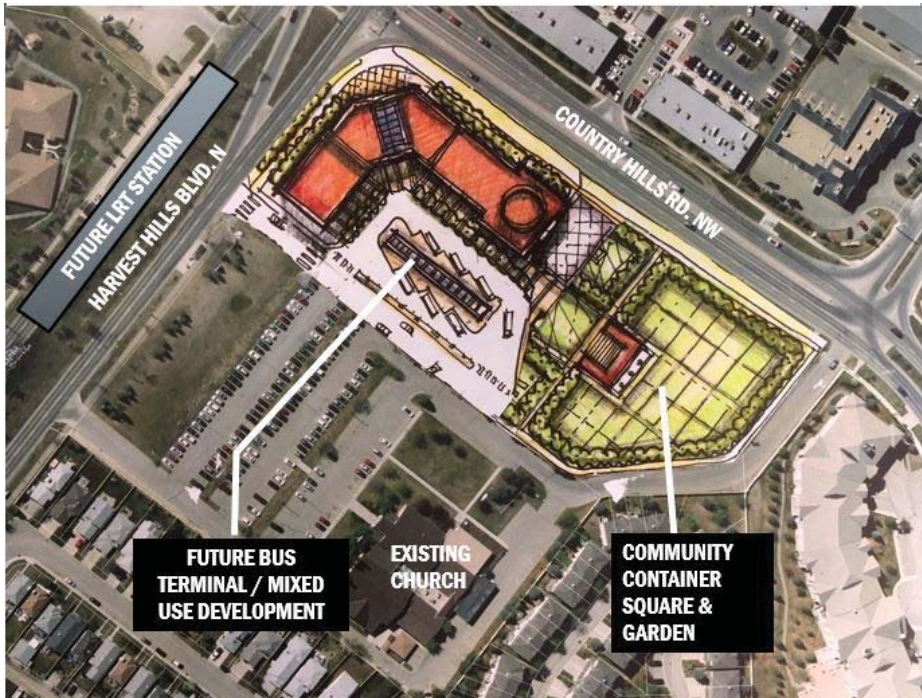 FUTURE LRT STATION
HARVEST HILLS BLVD. N
COUNTRY HILLS RD. NW
FUTURE BUS
TERMINAL / MIXED
USE DEVELOPMENT
EXISTING
CHURCH
COMMUNITY
CONTAINER
SQUARE &
GARDEN